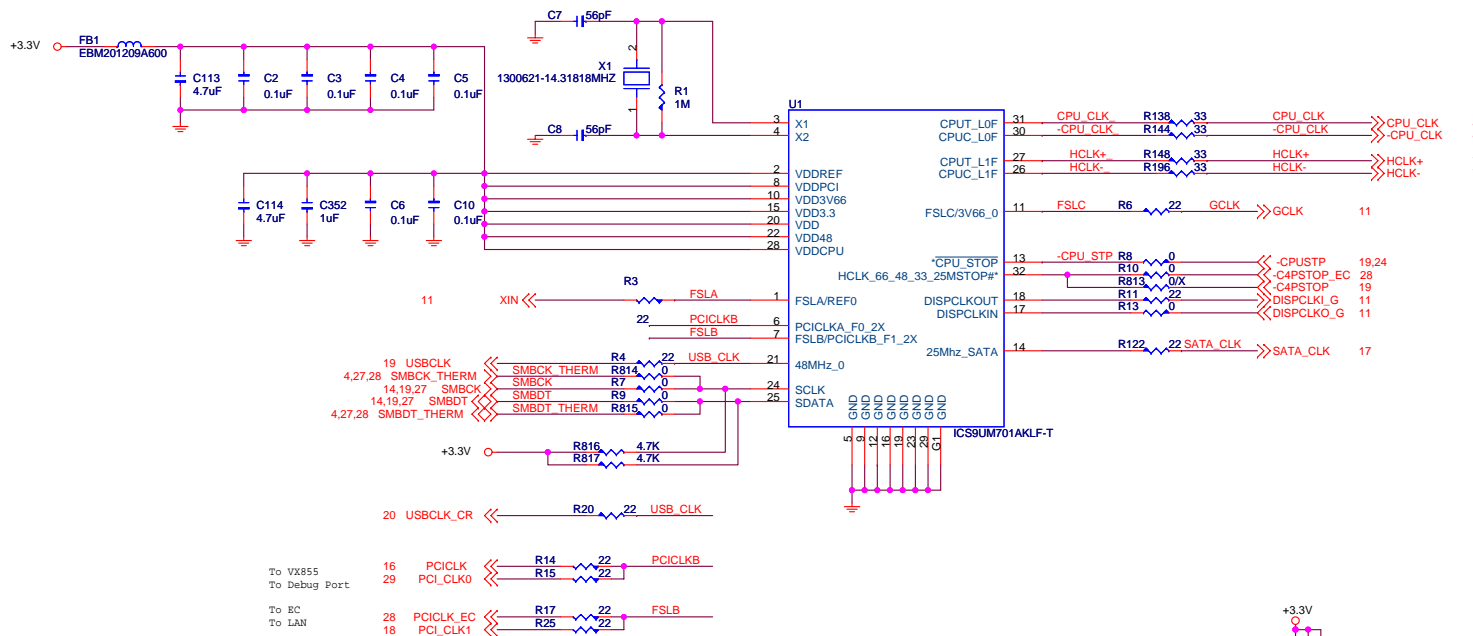 C7
56pF
+3.3V
FB1
EBM201209A600
C113
4.7uF
C2
0.1uF
C3
0.1uF
C4
0.1uF
C5
0.1uF
X1
1300621-14.31818MHZ
2
1
R1
1M
C8
56pF
U1
3
X1
4
X2
2
VDDREF
8
VDDPCI
10
VDD3V66
15
VDD3.3
20
VDD
22
VDD48
28
VDDCPU
C114
4.7uF
C352
1uF
C6
0.1uF
C10
0.1uF
CPUT_L0F
31
CPU_CLK_
R138
33
CPU_CLK
CPU_CLK
CPUC_L0F
30
-CPU_CLK_
R144
33
-CPU_CLK
-CPU_CLK
CPUT_L1F
27
HCLK+_
R148
33
HCLK+
HCLK+
CPUC_L1F
26
HCLK-_
R196
33
HCLK-
HCLK-
FSLC/3V66_0
11
FSLC
R6
22
GCLK
GCLK
11
*CPU_STOP
13
-CPU_STP
R8
0
-CPUSTP
19,24
HCLK_66_48_33_25MSTOP#*
32
R10
0
-C4PSTOP_EC
28
R813
0/X
-C4PSTOP
19
DISPCLKOUT
18
R11
22
DISPCLKI_G
11
DISPCLKIN
17
R13
0
DISPCLKO_G
11
25Mhz_SATA
14
R122
22
SATA_CLK
SATA_CLK
17
11
XIN
R3
FSLA
1
FSLA/REF0
22
PCICLKB
6
PCICLKA_F0_2X
FSLB
7
FSLB/PCICLKB_F1_2X
19
USBCLK
R4
22
USB_CLK
21
48MHz_0
4,27,28
SMBCK_THERM
SMBCK_THERM
R814
0
14,19,27
SMBCK
SMBCK
R7
0
24
SCLK
14,19,27
SMBDT
SMBDT
R9
0
25
SDATA
4,27,28
SMBDT_THERM
SMBDT_THERM
R815
0
GND
GND
GND
GND
GND
GND
GND
GND
5
9
12
16
19
23
29
G1
ICS9UM701AKLF-T
+3.3V
R816
4.7K
R817
4.7K
20
USBCLK_CR
R20
22
USB_CLK
To VX855
16
PCICLK
R14
22
PCICLKB
To Debug Port
29
PCI_CLK0
R15
22
To EC
28
PCICLK_EC
R17
22
FSLB
To LAN
18
PCI_CLK1
R25
22
+3.3V